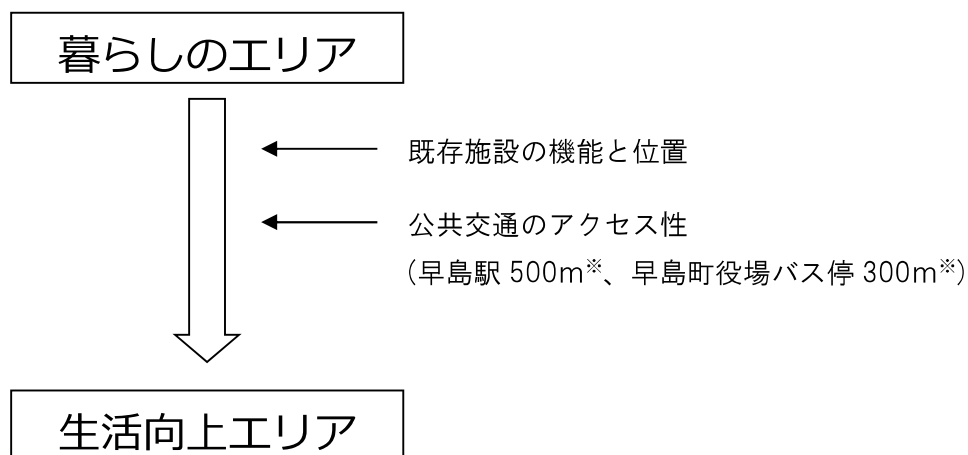 暮らしのエリア
既存施設の機能と位置
公共交通のアクセス性
(早島駅 500m※、早島町役場バス停 300m※)
生活向上エリア